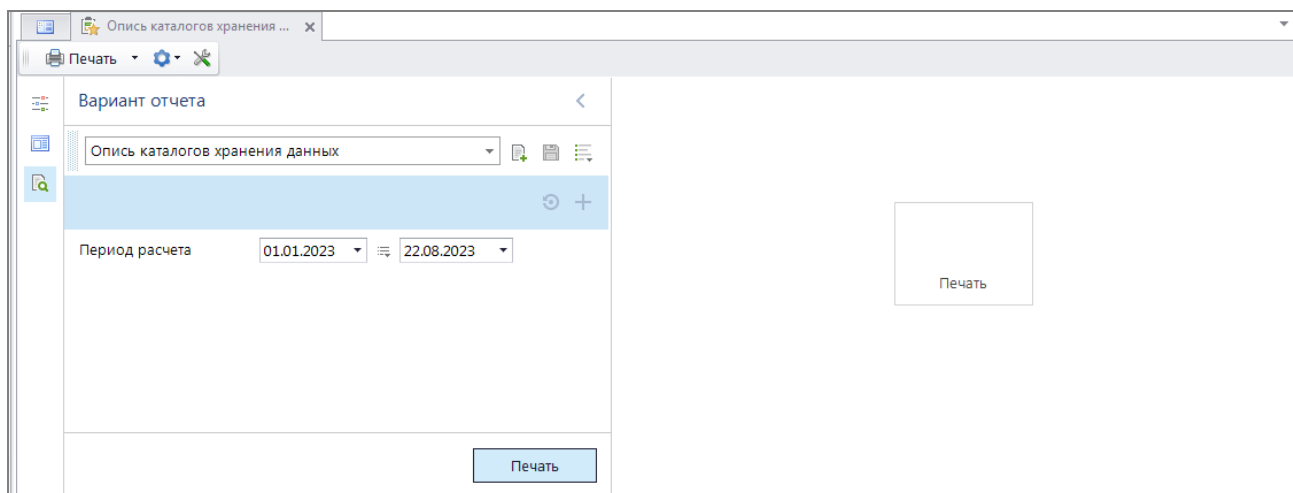 Опись каталогов хранения ...
Печать
Вариант отчета
Опись каталогов хранения данных
Период расчета 01.01.2023 22.08.2023
Печать
Печать